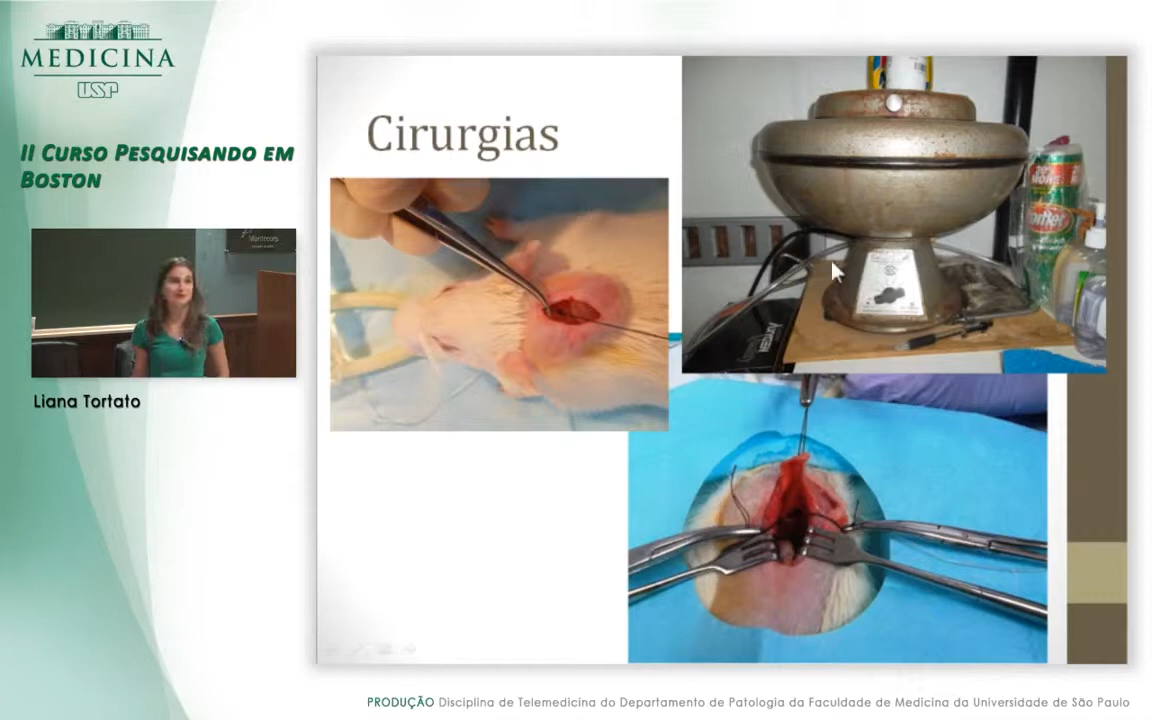 MEDICINA
USP
II Curso Pesquisando em
Boston
Liana Tortato
Cirurgias
PRODUÇÃO Disciplina de Telemedicina do Departamento de Patologia da Faculdade de Medicina da Universidade de São Paulo